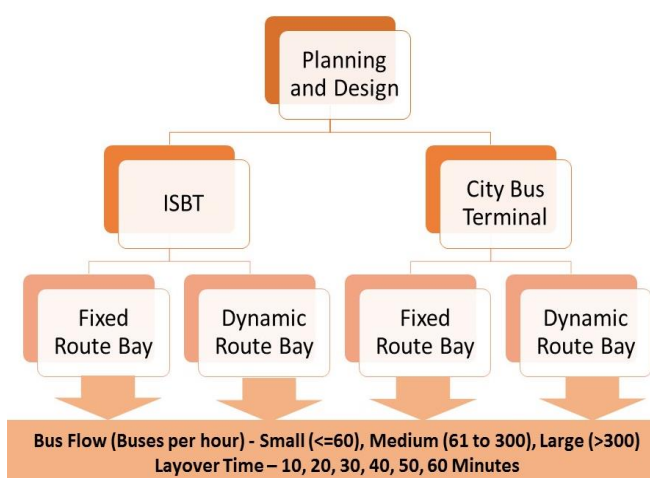 Planning
and Design
ISBT
City Bus
Terminal
Fixed
Route Bay
Dynamic
Route Bay
Fixed
Route Bay
Dynamic
Route Bay
Bus Flow (Buses per hour) - Small (<=60), Medium (61 to 300), Large (>300)
Layover Time – 10, 20, 30, 40, 50, 60 Minutes